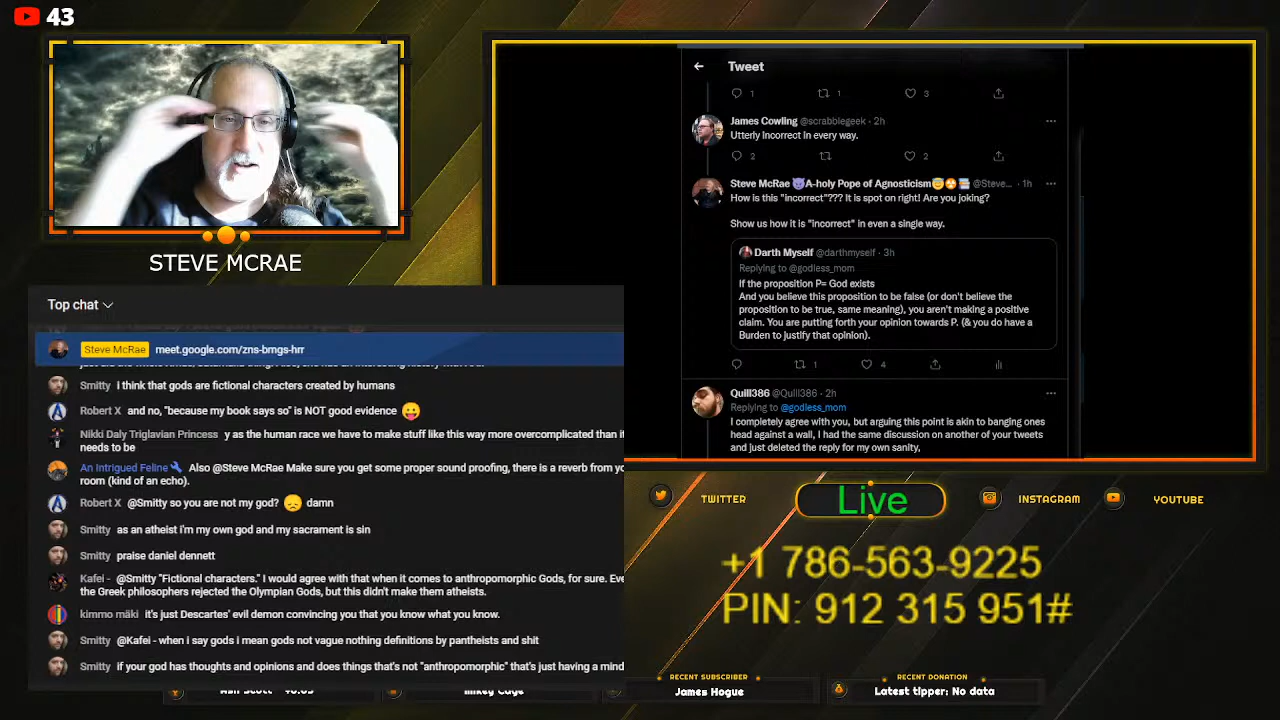 43
STEVE MCRAE
Top chat
Steve McRae meet.google.com/zns-bmgs-hrr
Smitty i think that gods are fictional characters created by humans
Robert X and no, "because my book says so" is NOT good evidence
Nikki Daly Triglavian Princess y as the human race we have to make stuff like this way more overcomplicated than it
needs to be
An Intrigued Feline Also @Steve McRae Make sure you get some proper sound proofing, there is a reverb from yo
room (kind of an echo).
Robert X @Smitty so you are not my god? damn
Smitty as an atheist i'm my own god and my sacrament is sin
Smitty praise daniel dennett
Kafei - @Smitty "Fictional characters." I would agree with that when it comes to anthropomorphic Gods, for sure. Eve
the Greek philosophers rejected the Olympian Gods, but this didn't make them atheists.
kimmo mäki it's just Descartes' evil demon convincing you that you know what you know.
Smitty @Kafei - when i say gods i mean gods not vague nothing definitions by pantheists and shit
Smitty if your god has thoughts and opinions and does things that's not "anthropomorphic" that's just having a mind
Tweet
1 1 3
James Cowling @scrabblegeek · 2h
Utterly Incorrect in every way.
2 2
Steve McRae A-holy Pope of Agnosticism @Steve... · 1h
How is this "incorrect"??? It is spot on right! Are you joking?
Show us how it is "incorrect" in even a single way.
Darth Myself @darthmyself · 3h
Replying to @godless_mom
If the proposition P= God exists
And you believe this proposition to be false (or don't believe the
proposition to be true, same meaning), you aren't making a positive
claim. You are putting forth your opinion towards P. (& you do have a
Burden to justify that opinion).
1 4
Quill386 @Quill386 · 2h
Replying to @godless_mom
I completely agree with you, but arguing this point is akin to banging ones
head against a wall, I had the same discussion on another of your tweets
and just deleted the reply for my own sanity,
TWITTER
Live
INSTAGRAM
YOUTUBE
+1 786-563-9225
PIN: 912 315 951#
RECENT SUBSCRIBER
James Hogue
RECENT DONATION
Latest tipper: No data